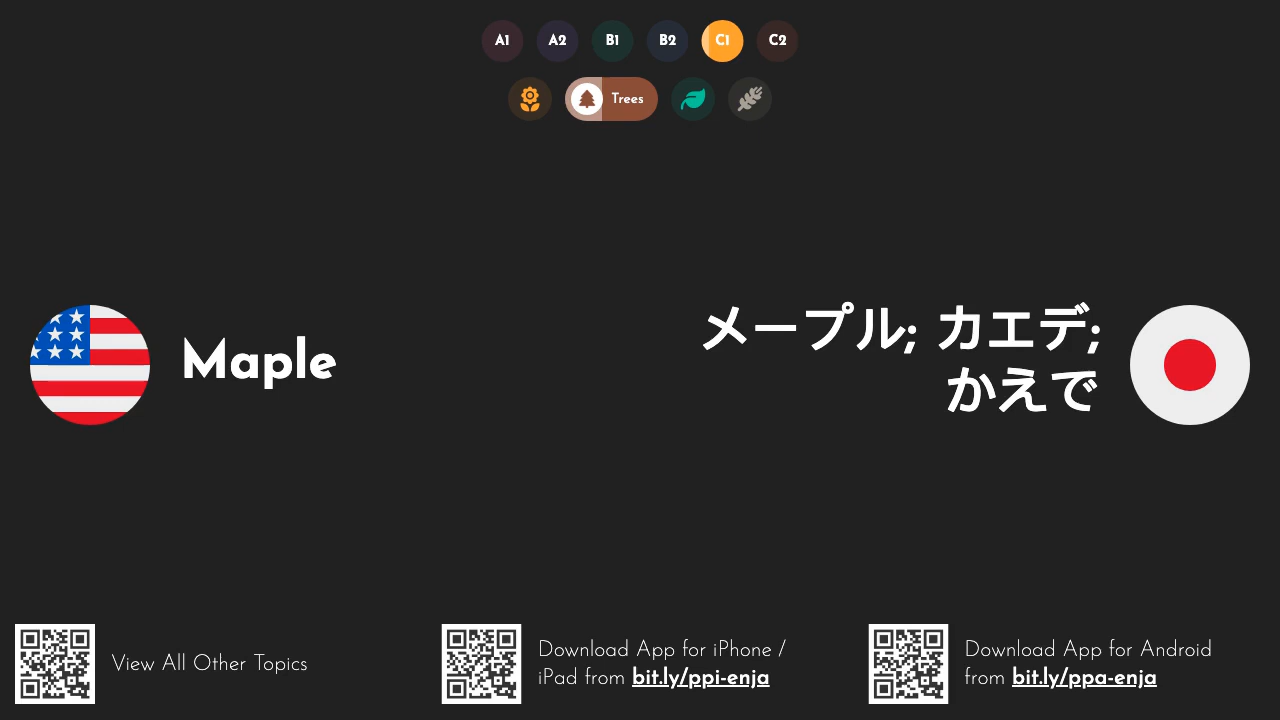 A1 A2 B1 B2 C1 C2
Trees
Maple
メープル; カエデ;
かえで
View All Other Topics
Download App for iPhone /
iPad from bit.ly/ppi-enja
Download App for Android
from bit.ly/ppa-enja